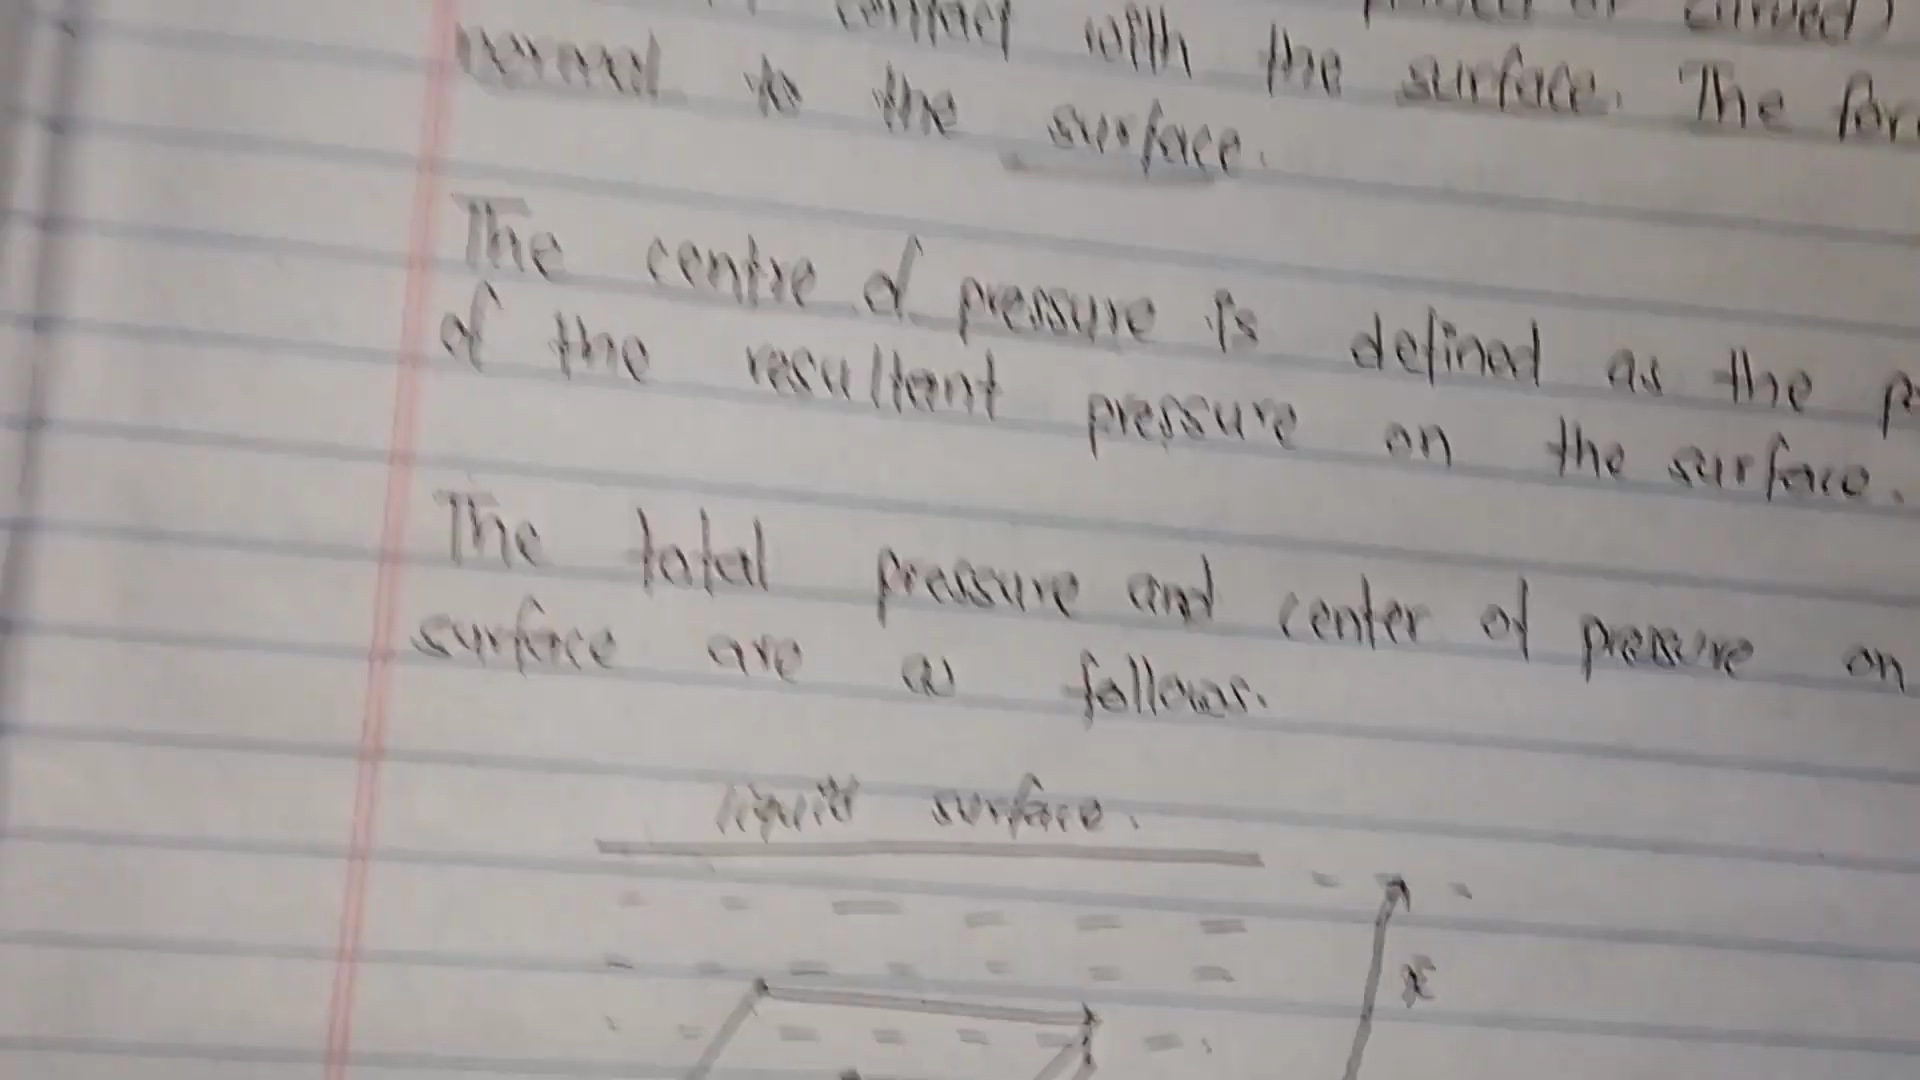 contact with the surface. The
normal to the surface.
The centre of pressure is defined as the
of the resultant pressure on the surface.
The total pressure and center of pressure on
surface are as follows.
liquid surface.
x̄